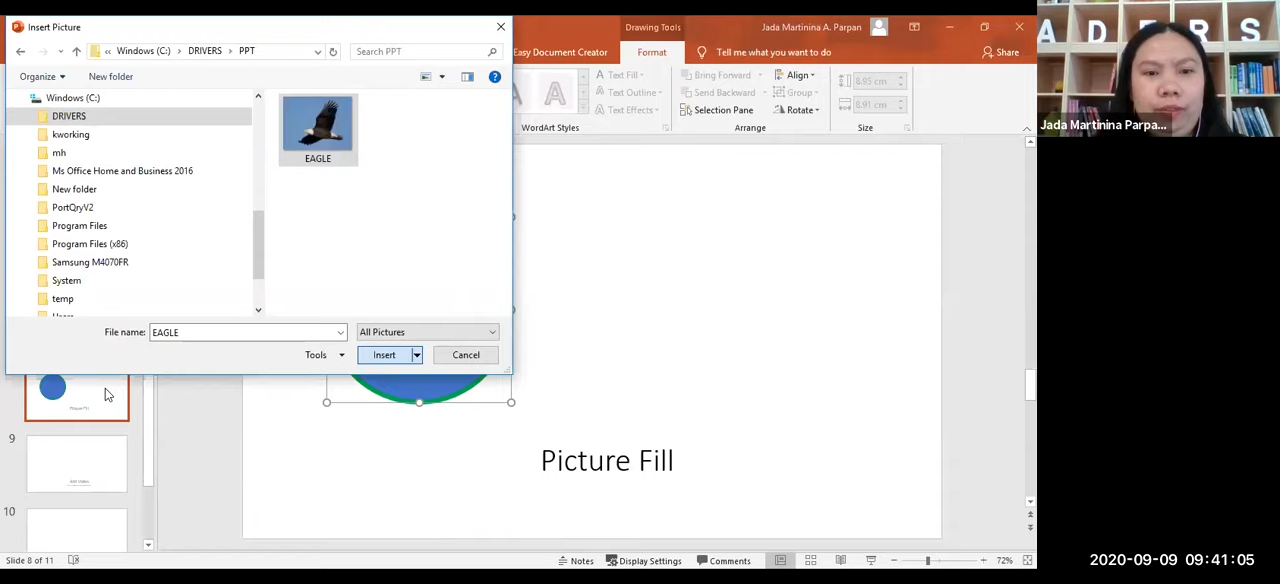 Insert Picture
Drawing Tools
Jada Martinina A. Parpan
« Windows (C:) > DRIVERS > PPT
Search PPT
Easy Document Creator
Format
Tell me what you want to do
Share
Organize
New folder
Windows (C:)
DRIVERS
kworking
mh
Ms Office Home and Business 2016
New folder
PortQryV2
Program Files
Program Files (x86)
Samsung M4070FR
System
temp
EAGLE
File name: EAGLE
All Pictures
Tools
Insert
Cancel
A Text Fill
A Text Outline
A Text Effects
WordArt Styles
Bring Forward
Send Backward
Selection Pane
Align
Group
Rotate
Arrange
8.95 cm
8.91 cm
Size
A D E R S
Jada Martinina Parpa...
Picture Fill
9
10
Picture Fill
Slide 8 of 11
Notes
Display Settings
Comments
72%
2020-09-09 09:41:05